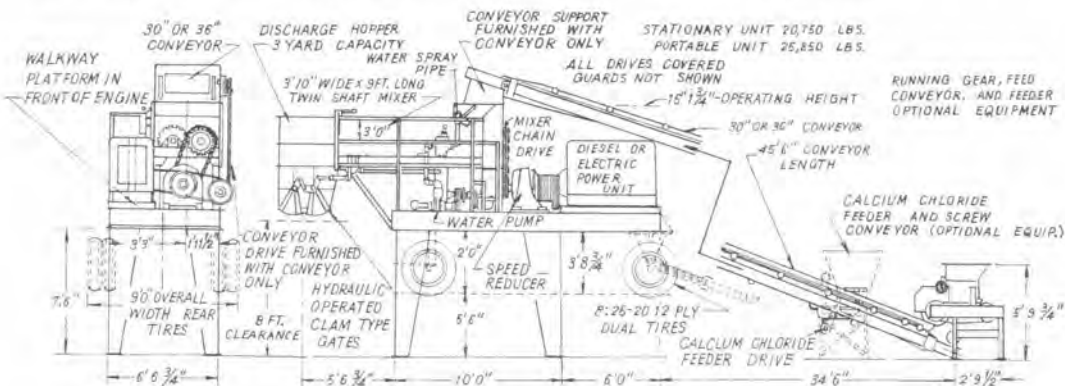 30" OR 36"
CONVEYOR
WALKWAY
PLATFORM IN
FRONT OF ENGINE
DISCHARGE HOPPER
3 YARD CAPACITY
WATER SPRAY
PIPE
3'10" WIDE X 9FT. LONG
TWIN SHAFT MIXER
3'0"
CONVEYOR SUPPORT
FURNISHED WITH
CONVEYOR ONLY
STATIONARY UNIT 20,750 LBS.
PORTABLE UNIT 25,850 LBS.
ALL DRIVES COVERED
GUARDS NOT SHOWN
15'1 3/4"-OPERATING HEIGHT
RUNNING GEAR, FEED
CONVEYOR, AND FEEDER
OPTIONAL EQUIPMENT
MIXER
CHAIN
DRIVE
DIESEL OR
ELECTRIC
POWER
UNIT
30" OR 36" CONVEYOR
45'6" CONVEYOR
LENGTH
CALCIUM CHLORIDE
FEEDER AND SCREW
CONVEYOR (OPTIONAL EQUIP.)
WATER PUMP
3'3"
1'11 1/2"
CONVEYOR
DRIVE FURNISHED
WITH CONVEYOR
ONLY
7'6"
9'0" OVERALL
WIDTH REAR
TIRES
8 FT.
CLEARANCE
HYDRAULIC
OPERATED
CLAM TYPE
GATES
2'0"
5'6"
SPEED
REDUCER
3'8 3/4"
8:25-20 12 PLY
DUAL TIRES
CALCIUM CHLORIDE
FEEDER DRIVE
5'9 3/4"
6'6 3/4"
5'6 3/4"
10'0"
6'0"
34'6"
2'9 1/2"